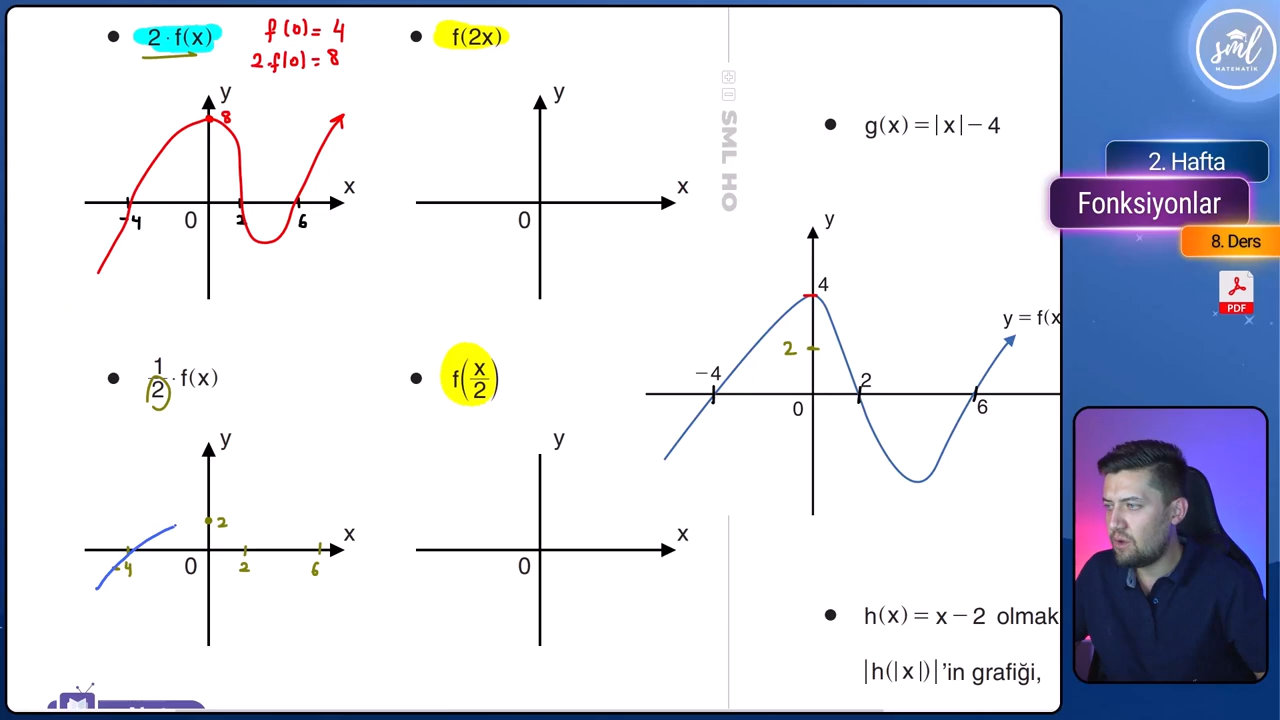 2 · f(x)
f(0) = 4
2.f(0) = 8
y
8
x
-4
0
2
6
f(2x)
y
x
0
1/2 · f(x)
y
2
x
-4
0
2
6
f(x/2)
y
x
0
SML HO
g(x) = |x| − 4
y
4
y = f(x
2
−4
2
0
6
h(x) = x − 2 olmak
|h(|x|)|'in grafiği,
sml
MATEMATİK
2. Hafta
Fonksiyonlar
8. Ders
PDF